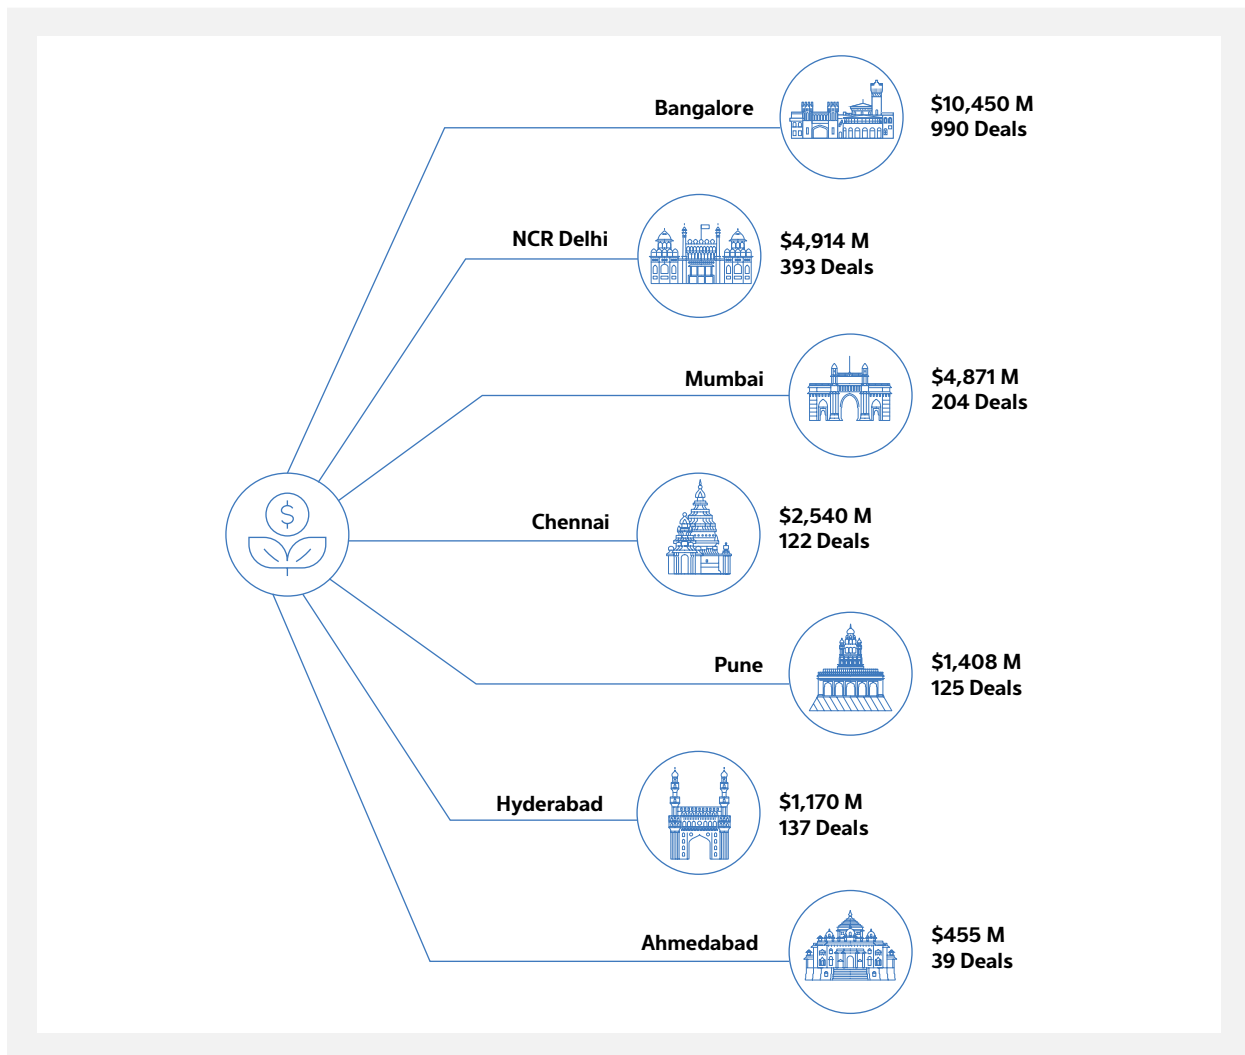 Bangalore
$10,450 M
990 Deals
NCR Delhi
$4,914 M
393 Deals
Mumbai
$4,871 M
204 Deals
$
Chennai
$2,540 M
122 Deals
Pune
$1,408 M
125 Deals
Hyderabad
$1,170 M
137 Deals
Ahmedabad
$455 M
39 Deals